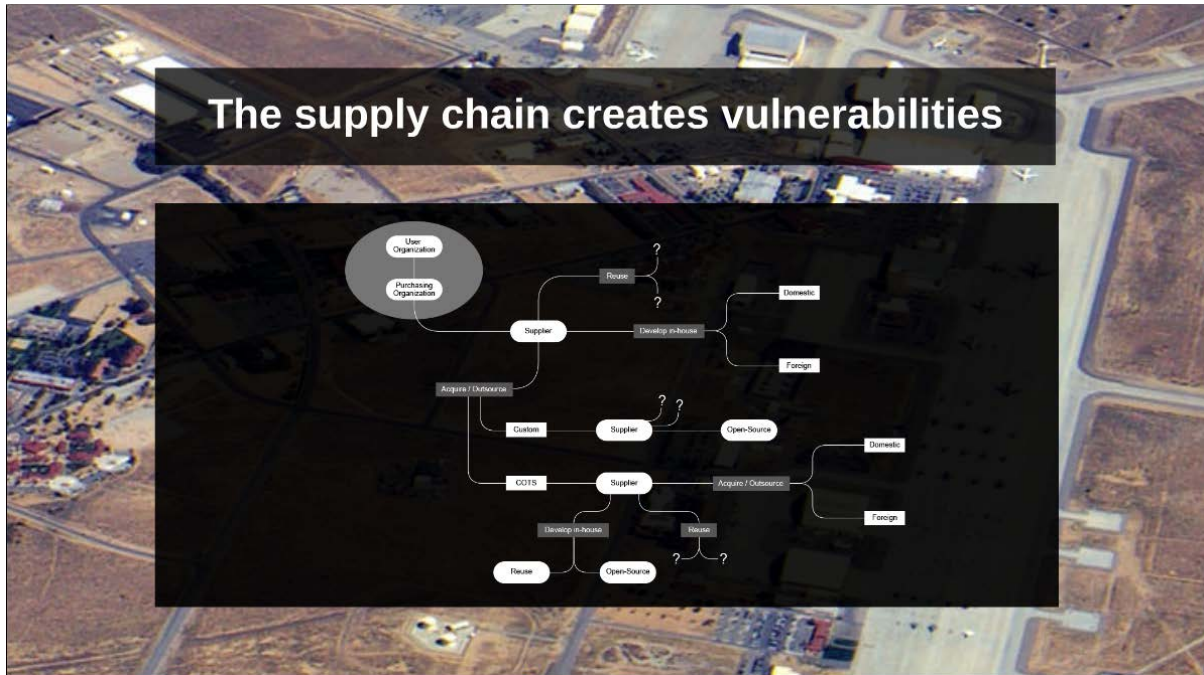 The supply chain creates vulnerabilities
User
Organization
Purchasing
Organization
?
Reuse
?
Domestic
Supplier
Develop in-house
Foreign
Acquire / Outsource
? ?
Custom
Supplier
Open-Source
Domestic
COTS
Supplier
Acquire / Outsource
Foreign
Develop in-house
Reuse
? ?
Reuse
Open-Source